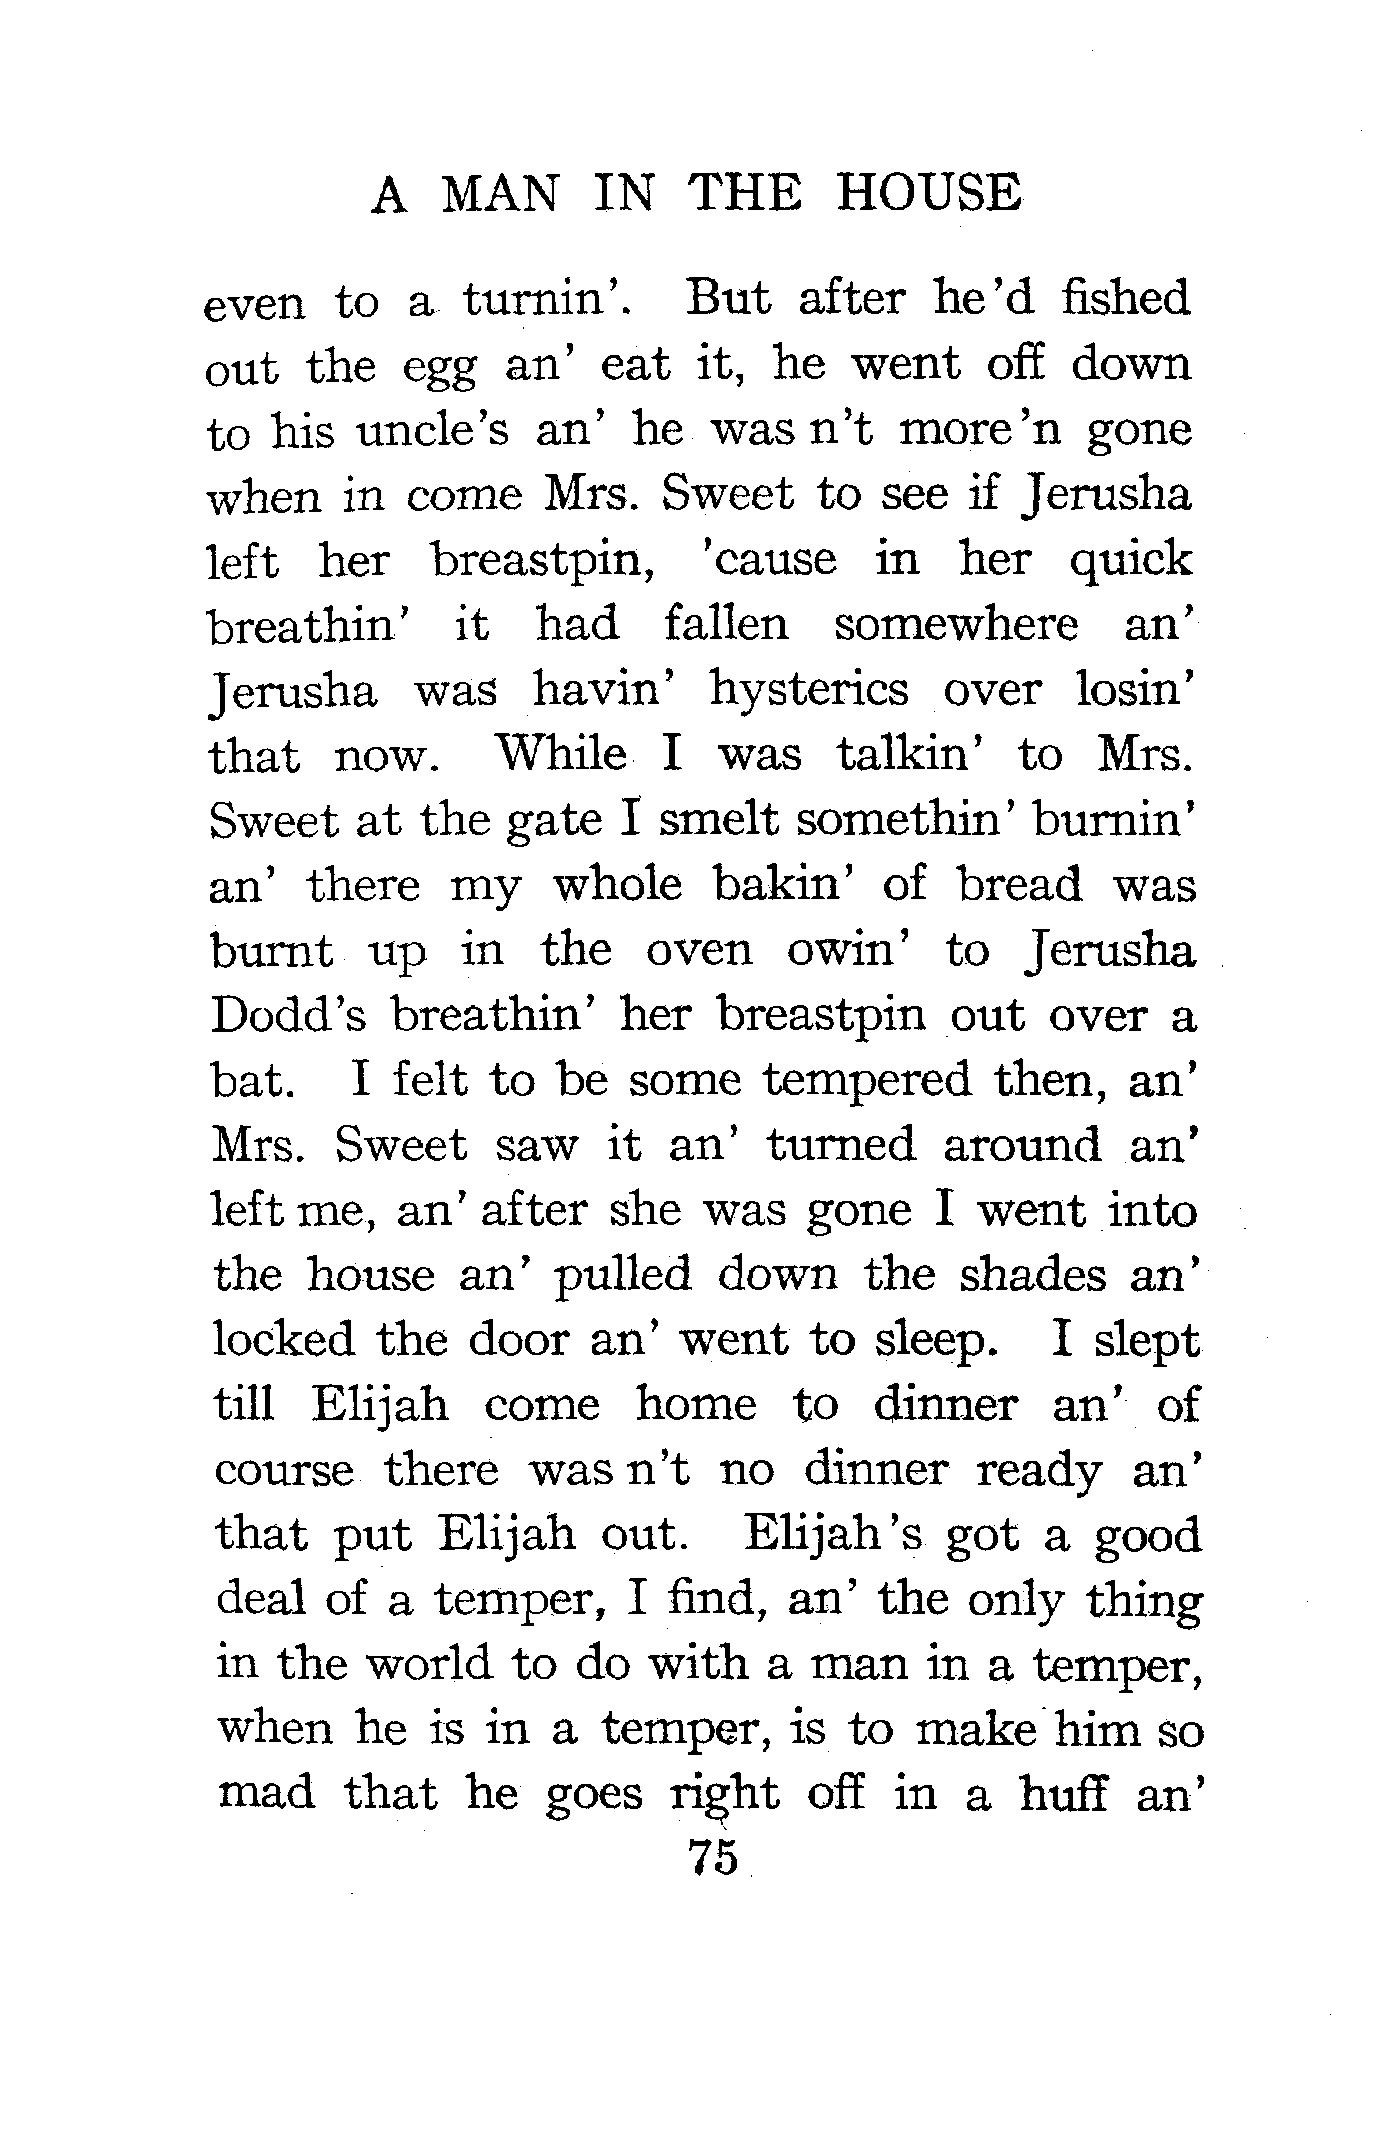 A MAN IN THE HOUSE
even to a turnin'. But after he'd fished
out the egg an' eat it, he went off down
to his uncle's an' he was n't more'n gone
when in come Mrs. Sweet to see if Jerusha
left her breastpin, 'cause in her quick
breathin' it had fallen somewhere an'
Jerusha was havin' hysterics over losin'
that now. While I was talkin' to Mrs.
Sweet at the gate I smelt somethin' burnin'
an' there my whole bakin' of bread was
burnt up in the oven owin' to Jerusha
Dodd's breathin' her breastpin out over a
bat. I felt to be some tempered then, an'
Mrs. Sweet saw it an' turned around an'
left me, an' after she was gone I went into
the house an' pulled down the shades an'
locked the door an' went to sleep. I slept
till Elijah come home to dinner an' of
course there was n't no dinner ready an'
that put Elijah out. Elijah's got a good
deal of a temper, I find, an' the only thing
in the world to do with a man in a temper,
when he is in a temper, is to make him so
mad that he goes right off in a huff an'
75